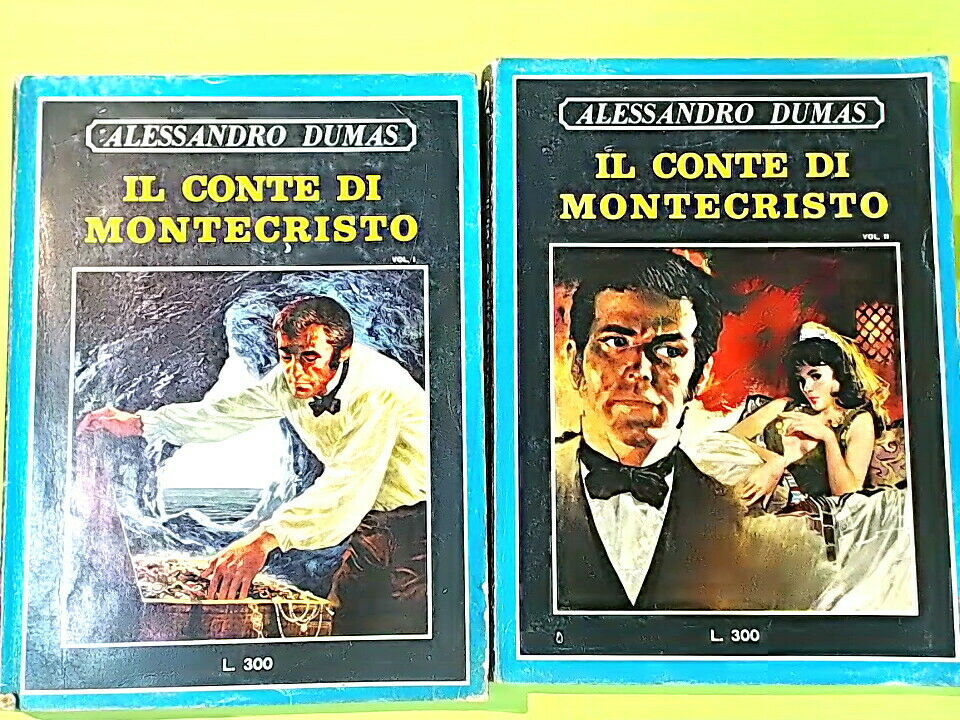 ALESSANDRO DUMAS
IL CONTE DI
MONTECRISTO
VOL. I
L. 300
ALESSANDRO DUMAS
IL CONTE DI
MONTECRISTO
VOL. II
L. 300